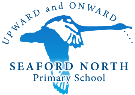 UPWARD and ONWARD....
SEAFORD NORTH
Primary School